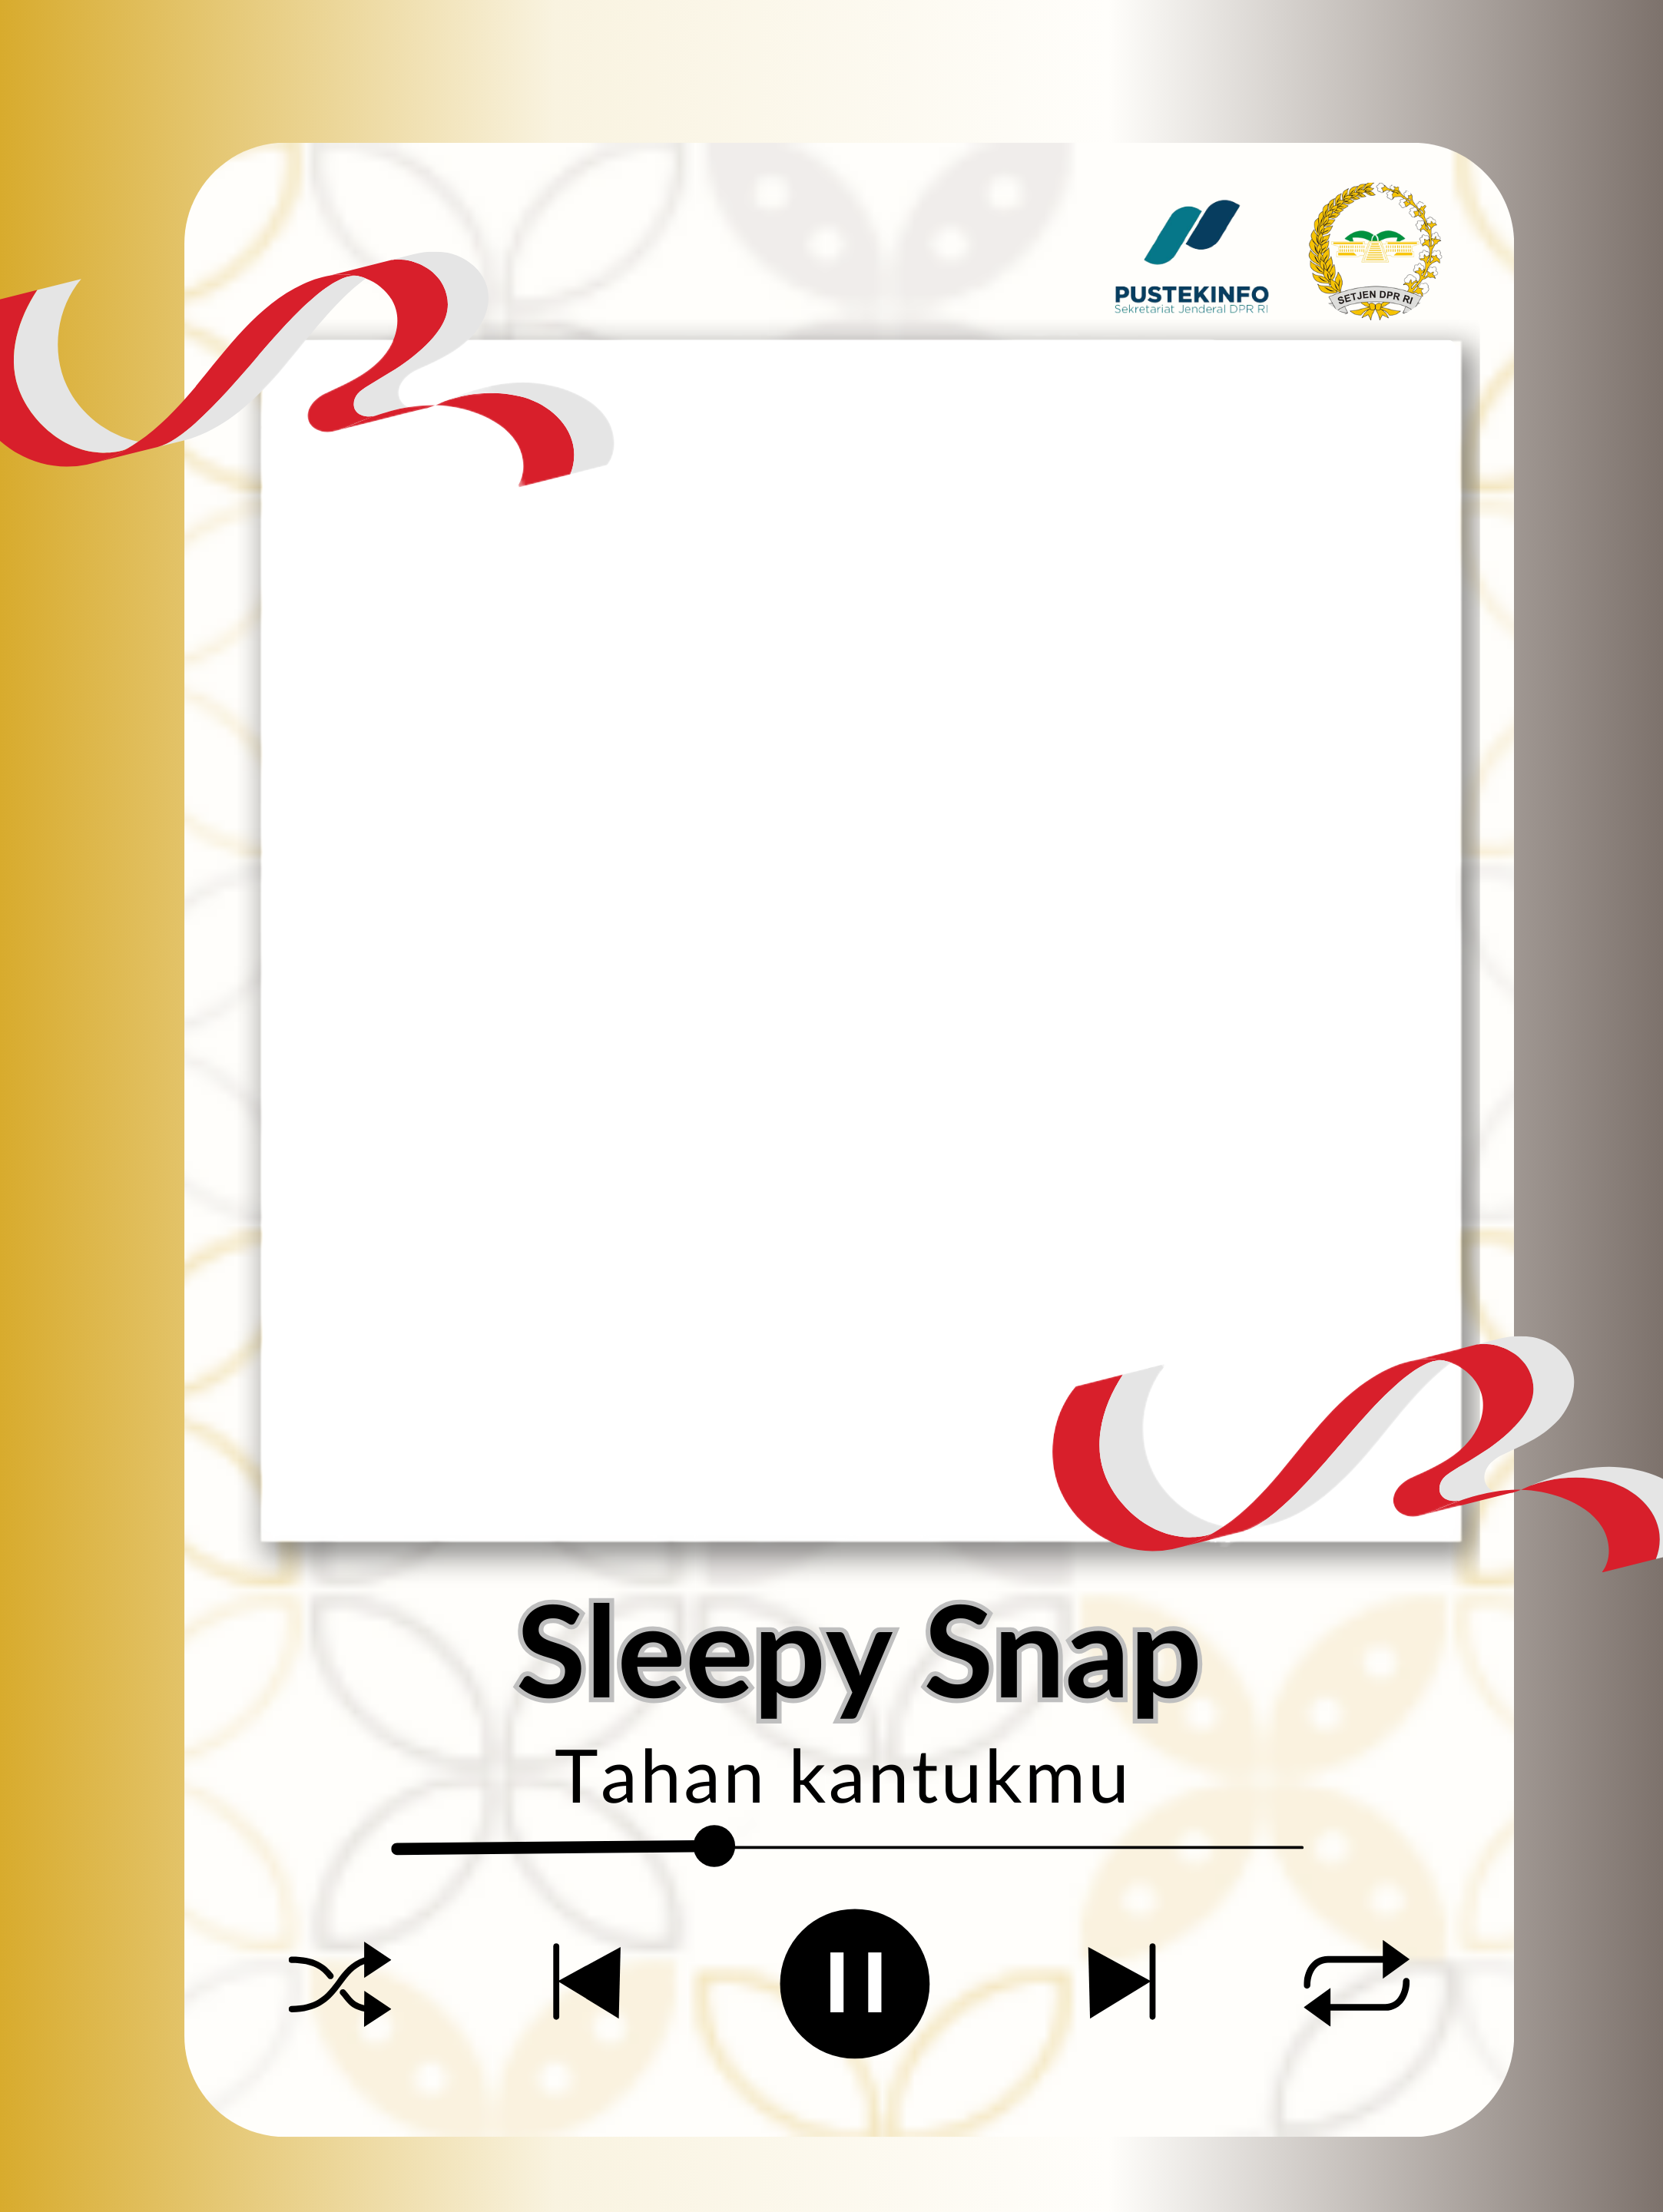 PUSTEKINFO
Sekretariat Jenderal DPR RI
SETJEN DPR RI
Sleepy Snap
Tahan kantukmu